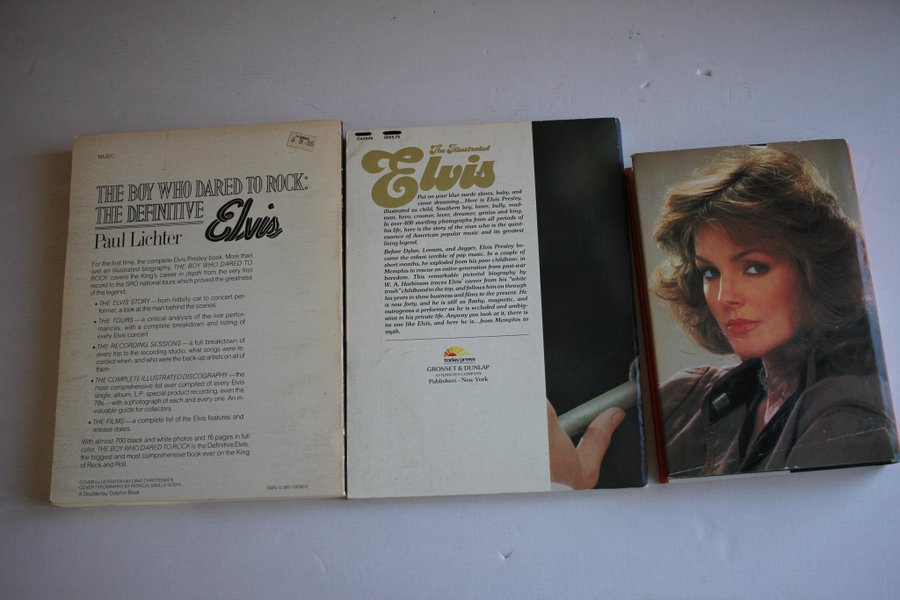 MUSIC
$ 9.95
THE BOY WHO DARED TO ROCK:
THE DEFINITIVE Elvis
Paul Lichter
For the first time, the complete Elvis Presley book. More than
just an illustrated biography, THE BOY WHO DARED TO
ROCK covers the King's career in depth from the very first
record to the SRO national tours which proved the greatness
of the legend.
• THE ELVIS STORY—from hillbilly cat to concert per-
former, a look at the man behind the scenes
• THE TOURS—a critical analysis of the live perfor-
mances, with a complete breakdown and listing of
every Elvis concert
• THE RECORDING SESSIONS—a full breakdown of
every trip to the recording studio, what songs were re-
corded when, and who were the back-up artists on all of
them
• THE COMPLETE ILLUSTRATED DISCOGRAPHY—the
most comprehensive list ever compiled of every Elvis
single, album, L.P., special product recording, even the
78s—with a photograph of each and every one. An in-
valuable guide for collectors.
• THE FILMS—a complete list of the Elvis features and
release dates.
With almost 700 black and white photos and 16 pages in full
color, THE BOY WHO DARED TO ROCK is the Definitive Elvis,
the biggest and most comprehensive book ever on the King
of Rock and Roll.
COVER ILLUSTRATION BY DAVE CHRISTENSEN
A Doubleday Dolphin Book
Canada
The Illustrated
Elvis
Put on your blue suede shoes, baby, and
come dreaming...Here is Elvis Presley,
illustrated as child, Southern boy, loner, bully, mob-
man, hero, crooner, lover, dreamer, genius and king.
In over 400 startling photographs from all periods of
his life, here is the story of the man who is the quint-
essence of American popular music and its greatest
living legend.
Before Dylan, Lennon, and Jagger, Elvis Presley be-
came the enfant terrible of pop music. In a couple of
short months, he exploded from his poor childhood, in
Memphis to rescue an entire generation from post-war
boredom. This remarkable pictorial biography by
W. A. Harbinson traces Elvis' career from his "white
trash" childhood to the top, and follows him on through
his years in show business and films to the present. He
is now forty, and he is still as flashy, magnetic, and
outrageous a performer as he is secluded and ambig-
uous in his private life. Anyway you look at it, there is
no one like Elvis, and here he is...from Memphis to
myth.
today press
GROSSET & DUNLAP
Publishers · New York